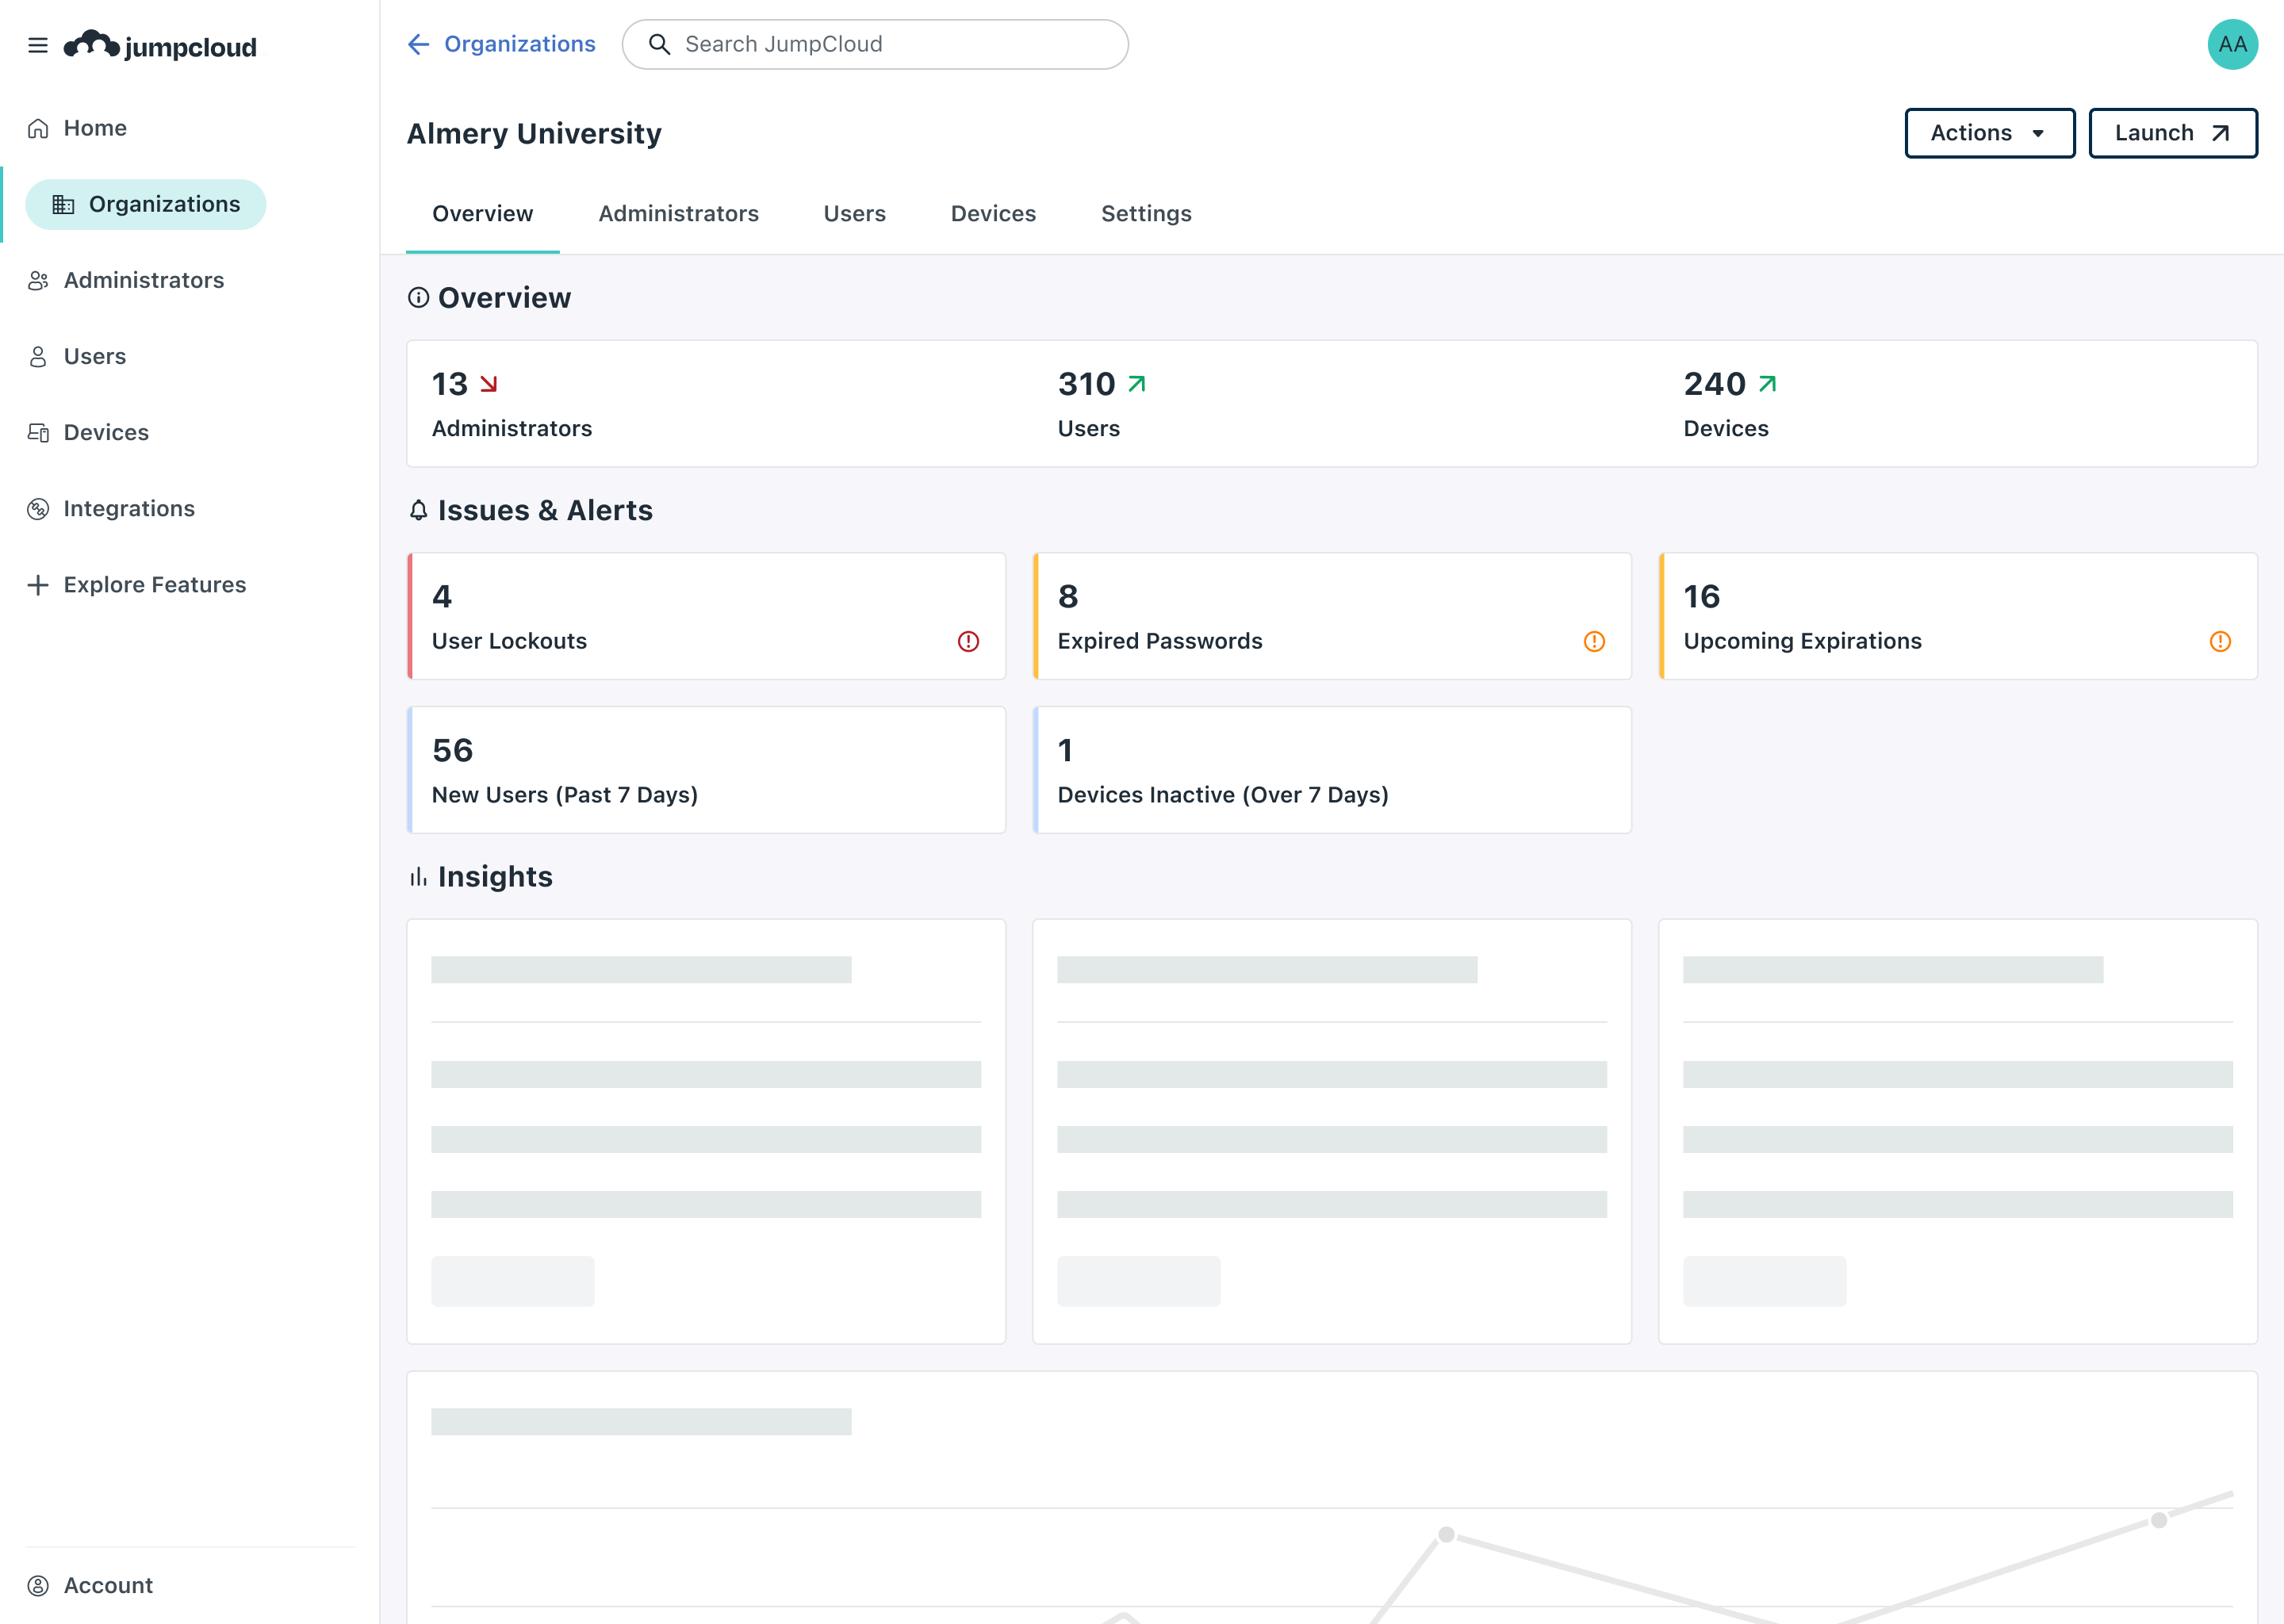 jumpcloud
Home
Organizations
Administrators
Users
Devices
Integrations
Explore Features
Account
Organizations
Search JumpCloud
AA
Almery University
Actions
Launch
Overview
Administrators
Users
Devices
Settings
Overview
13
Administrators
310
Users
240
Devices
Issues & Alerts
4
User Lockouts
8
Expired Passwords
16
Upcoming Expirations
56
New Users (Past 7 Days)
1
Devices Inactive (Over 7 Days)
Insights